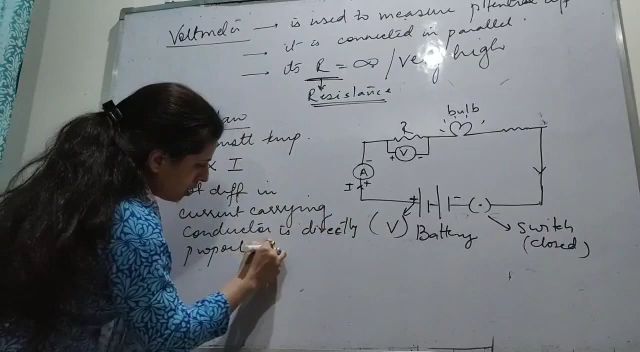 Voltmeter → is used to measure potential diff
→ it is connected in parallel.
→ its R = ∞ / very high.
Resistance
law
temp.
∝ I
diff in
current carrying
conductor is directly
proport
R
bulb
V
A
I
+
-
(V)
Battery
Switch
(closed)